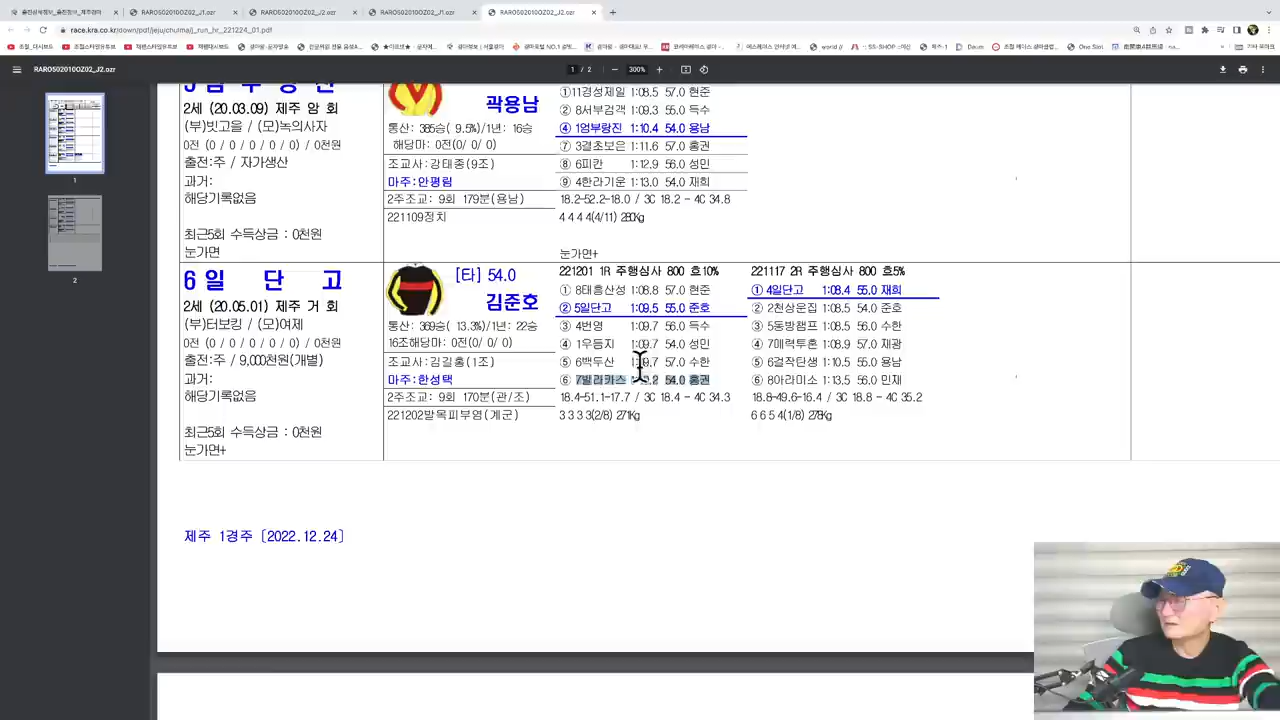 RARO502010OZ02_J2.ozr
RARO502010OZ02_J1.ozr
RARO502010OZ02_J2.ozr
race.kra.co.kr/down/pdf/jeju/chulma/j_run_hr_221224_01.pdf
RARO502010OZ02_J2.ozr
1 / 2
300%
1
2
2세 (20.03.09) 제주 암 회
(부)빗고을 / (모)녹의사자
0전 (0 / 0 / 0 / 0 / 0) / 0천원
출전:주 / 자가생산
과거:
해당기록없음
최근5회 수득상금 : 0천원
눈가면
곽용남
통산: 386승( 9.5%)/1년: 16승
해당마: 0전(0/ 0/ 0)
조교사: 강태종(9조)
마주: 안평림
2주조교: 9회 179분(용남)
221109정치
①11경성제일 1:08.5 57.0 현준
② 8서부검객 1:09.3 55.0 득수
④ 1엄부랑진 1:10.4 54.0 용남
⑦ 3결초보은 1:11.6 57.0 홍권
⑧ 6피칸 1:12.9 56.0 성민
⑨ 4한라기운 1:13.0 54.0 재희
18.2-52.2-18.0 / 3C 18.2 - 4C 34.8
4 4 4 4(4/11) 280Kg
눈가면+
6 일 단 고
2세 (20.05.01) 제주 거 회
(부)터보킹 / (모)여제
0전 (0 / 0 / 0 / 0 / 0) / 0천원
출전:주 / 9,000천원(개별)
과거:
해당기록없음
최근5회 수득상금 : 0천원
눈가면+
[타] 54.0
김준호
통산: 369승( 13.3%)/1년: 22승
16조해당마: 0전(0/ 0/ 0)
조교사: 김길홍(1조)
마주: 한성택
2주조교: 9회 170분(관/조)
221202발목피부염(계군)
221201 1R 주행심사 800 흐10%
① 8태흥산성 1:08.8 57.0 현준
② 5일단고 1:09.5 55.0 준호
③ 4번영 1:09.7 56.0 득수
④ 1우듬지 1:09.7 54.0 성민
⑤ 6백두산 57.0 수한
⑥ 7빌리카스 54.0 홍권
18.4-51.1-17.7 / 3C 18.4 - 4C 34.3
3 3 3 3(2/8) 271Kg
221117 2R 주행심사 800 흐5%
① 4일단고 1:08.4 55.0 재희
② 2천상운집 1:08.5 54.0 준호
③ 5동방챔프 1:08.5 56.0 수한
④ 7매력투혼 1:08.9 57.0 재광
⑤ 6걸작탄생 1:10.5 55.0 용남
⑥ 8아라미소 1:13.5 56.0 민재
18.8-49.6-16.4 / 3C 18.8 - 4C 35.2
6 6 5 4(1/8) 278Kg
제주 1경주 [2022.12.24]